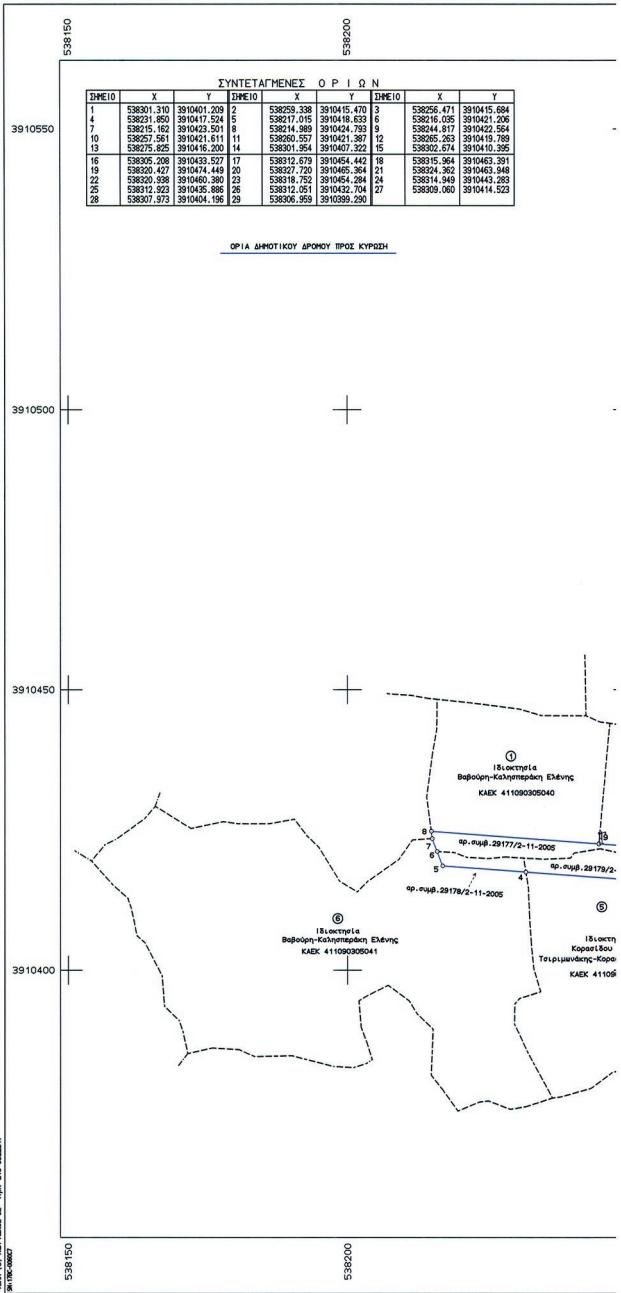 538150
538200
ΣΥΝΤΕΤΑΓΜΕΝΕΣ Ο Ρ Ι Ω Ν
ΣΗΜΕΙΟ Χ Υ ΣΗΜΕΙΟ Χ Υ ΣΗΜΕΙΟ Χ Υ
1 538301.310 3910401.209 2 538259.338 3910415.470 3 538256.471 3910415.684
4 538231.850 3910417.524 5 538217.015 3910418.633 6 538216.035 3910421.206
7 538215.162 3910423.501 8 538214.989 3910424.793 9 538244.817 3910422.564
10 538257.561 3910421.611 11 538260.557 3910421.387 12 538265.263 3910419.789
13 538275.825 3910416.200 14 538301.954 3910407.322 15 538302.674 3910410.395
16 538305.208 3910433.527 17 538312.679 3910454.442 18 538315.964 3910463.391
19 538320.427 3910474.449 20 538327.720 3910465.364 21 538324.362 3910463.948
22 538320.938 3910460.380 23 538318.752 3910454.284 24 538314.949 3910443.283
25 538312.923 3910435.886 26 538312.051 3910432.704 27 538309.060 3910414.523
28 538307.973 3910404.196 29 538306.959 3910399.290
3910550
ΟΡΙΑ ΔΗΜΟΤΙΚΟΥ ΔΡΟΜΟΥ ΠΡΟΣ ΚΥΡΩΣΗ
3910500
3910450
1
Ιδιοκτησία
Βαβούρη-Καλησπεράκη Ελένης
ΚΑΕΚ 411090305040
8
9
αρ.συμβ.29177/2-11-2005
7
6
5
4
αρ.συμβ.29179/2-
αρ.συμβ.29178/2-11-2005
6
Ιδιοκτησία
Βαβούρη-Καλησπεράκη Ελένης
ΚΑΕΚ 411090305041
5
Ιδιοκτη
Κορασίδου
Τσιριμωνάκης-Κορα
ΚΑΕΚ 41109
3910400
538150
538200